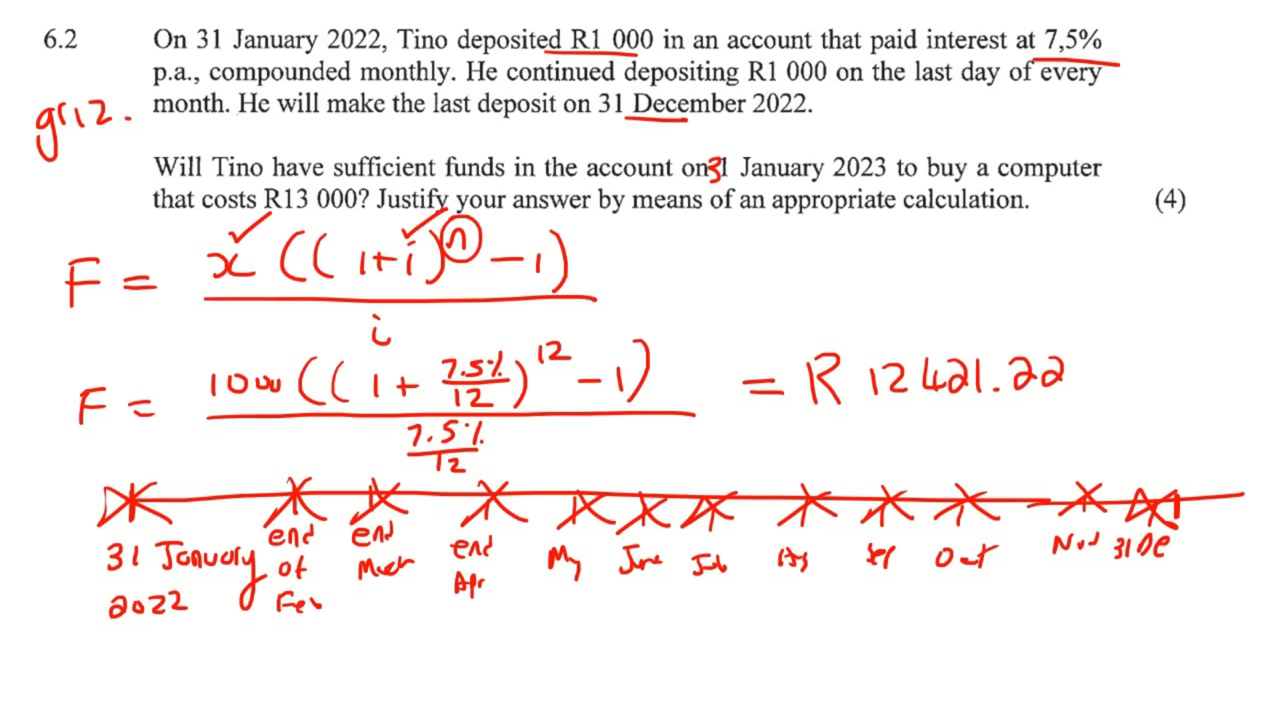 6.2 On 31 January 2022, Tino deposited R1 000 in an account that paid interest at 7,5%
p.a., compounded monthly. He continued depositing R1 000 on the last day of every
month. He will make the last deposit on 31 December 2022.
gr12.
Will Tino have sufficient funds in the account on 31 January 2023 to buy a computer
that costs R13 000? Justify your answer by means of an appropriate calculation. (4)
F = x((1+i)^n - 1) / i
F = 1000((1 + 7.5%/12)^12 - 1) / (7.5%/12) = R 12421.22
31 January 2022 end of Feb end March end Apr My June Sep Oct Nov 31 De